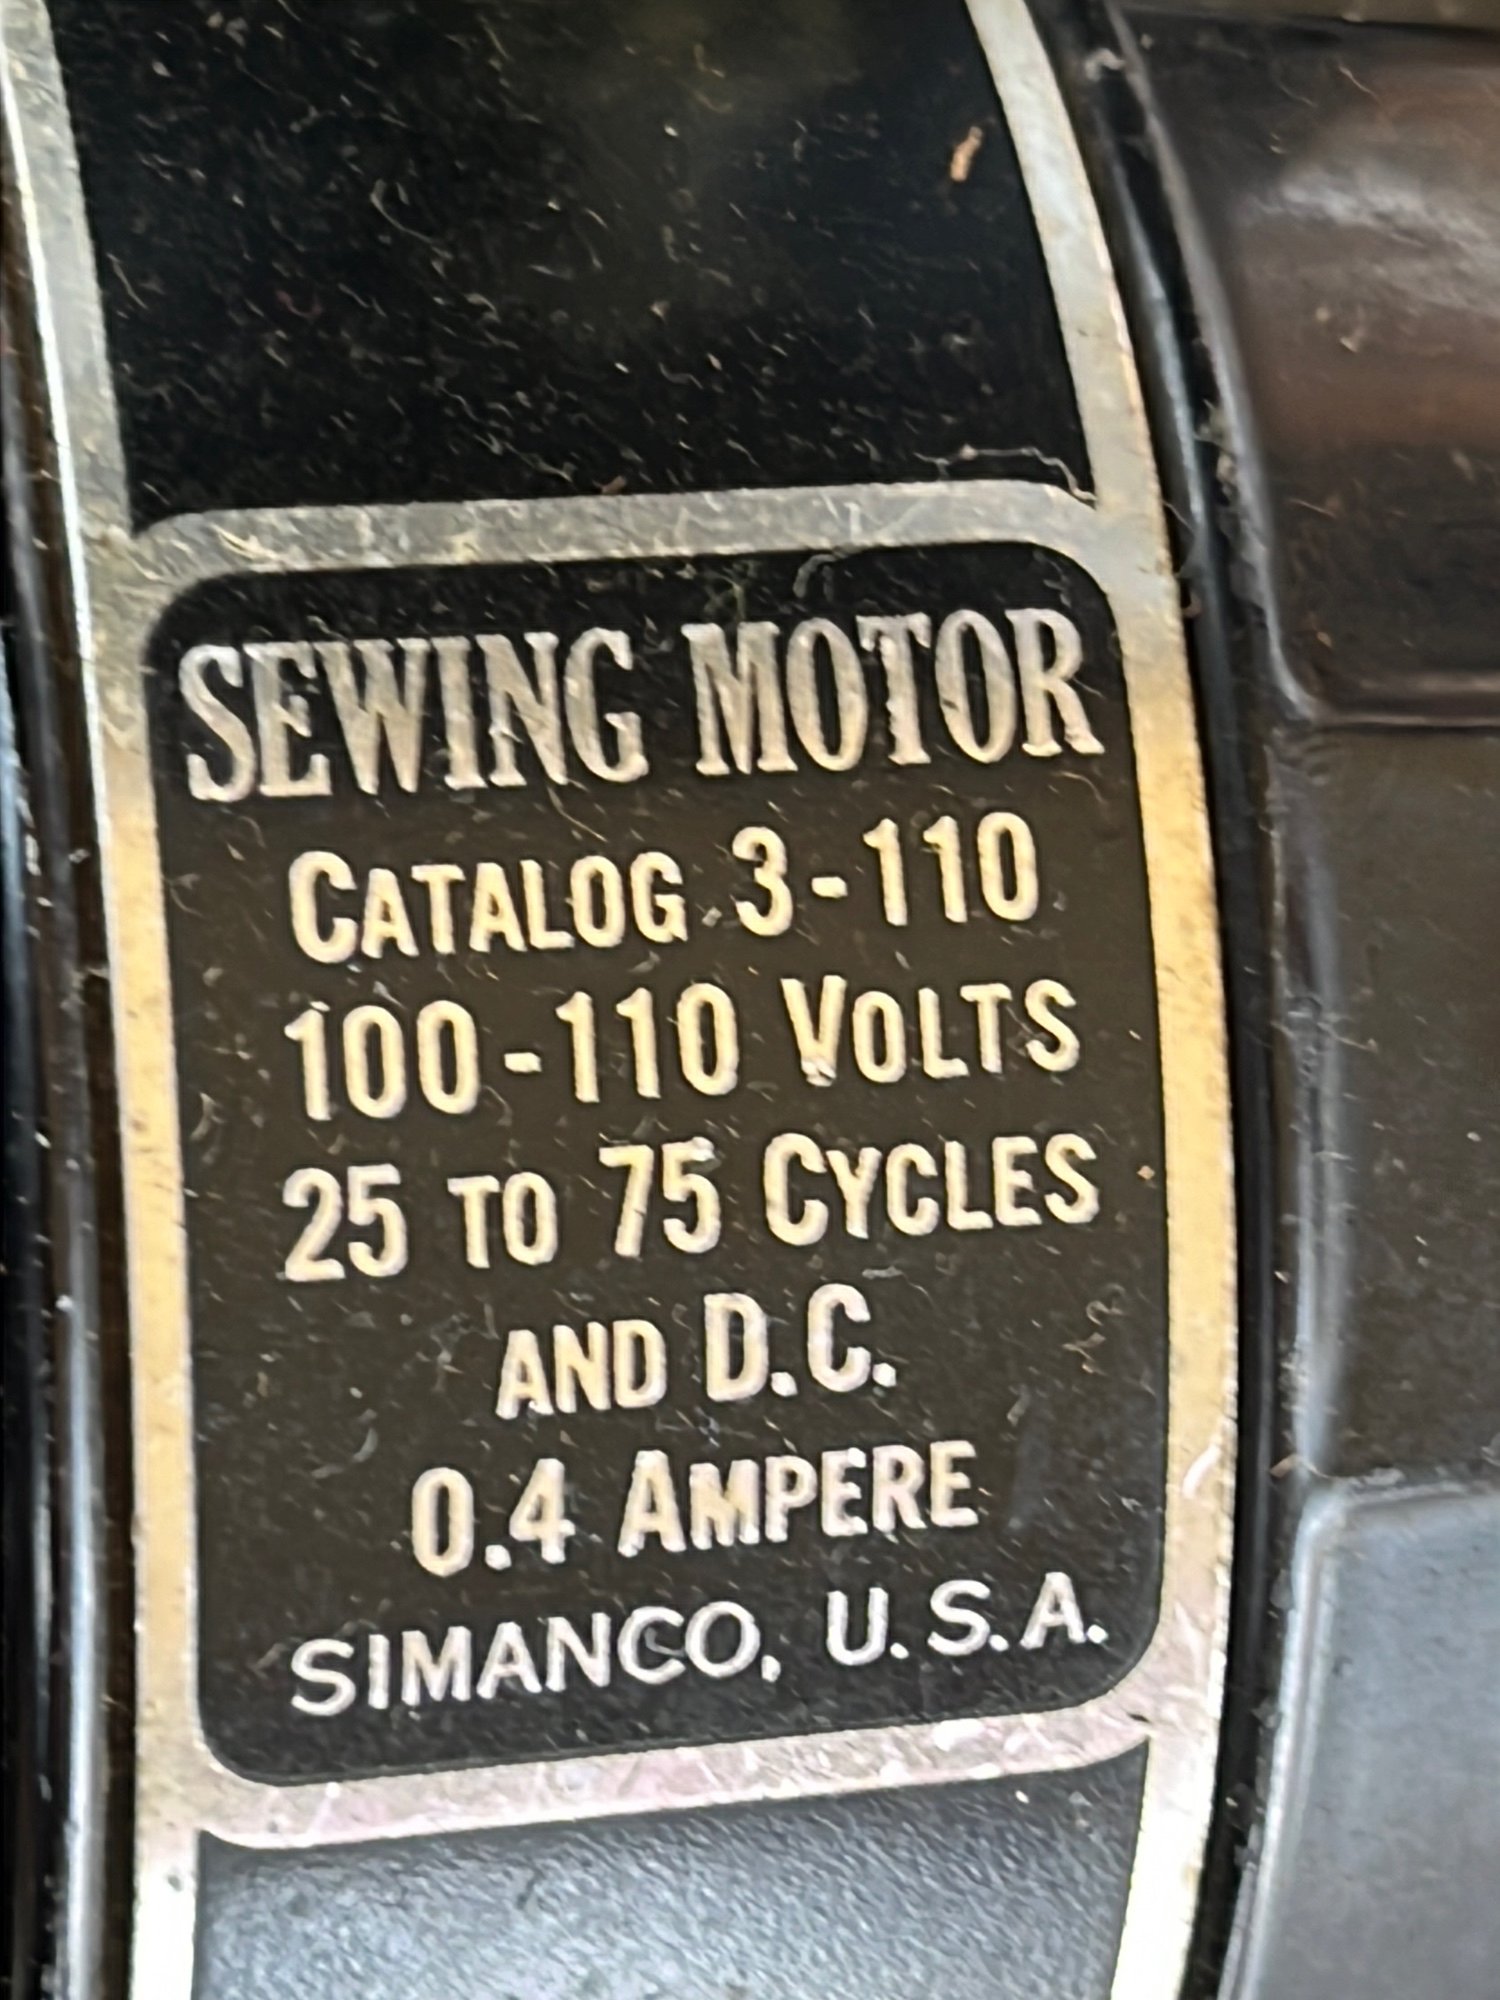 SEWING MOTOR
CATALOG 3-110
100-110 VOLTS
25 TO 75 CYCLES
AND D.C.
0.4 AMPERE
SIMANCO, U.S.A.